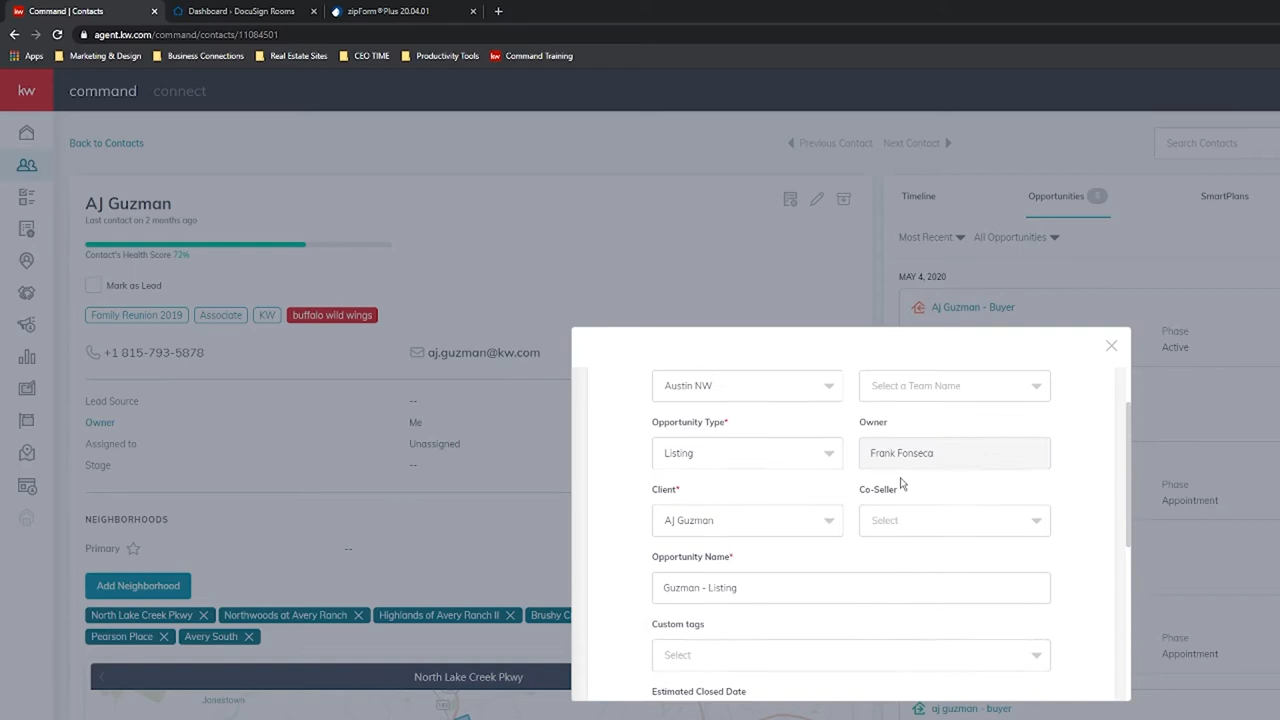 Command | Contacts
Dashboard › DocuSign Rooms
zipForm®Plus 20.04.01
agent.kw.com/command/contacts/11084501
Apps
Marketing & Design
Business Connections
Real Estate Sites
CEO TIME
Productivity Tools
Command Training
kw
command
connect
Back to Contacts
Previous Contact
Next Contact
Search Contacts
AJ Guzman
Last contact on 2 months ago
Contact's Health Score 72%
Mark as Lead
Family Reunion 2019
Associate
KW
buffalo wild wings
+1 815-793-5878
aj.guzman@kw.com
Lead Source
--
Owner
Me
Assigned to
Unassigned
Stage
--
NEIGHBORHOODS
Primary
--
Add Neighborhood
North Lake Creek Pkwy
Northwoods at Avery Ranch
Highlands of Avery Ranch II
Brushy C
Pearson Place
Avery South
North Lake Creek Pkwy
Jonestown
Timeline
Opportunities
SmartPlans
Most Recent
All Opportunities
MAY 4, 2020
Aj Guzman - Buyer
Phase
Active
Phase
Appointment
Phase
Appointment
aj guzman - buyer
Austin NW
Select a Team Name
Opportunity Type*
Owner
Listing
Frank Fonseca
Client*
Co-Seller
AJ Guzman
Select
Opportunity Name*
Guzman - Listing
Custom tags
Select
Estimated Closed Date